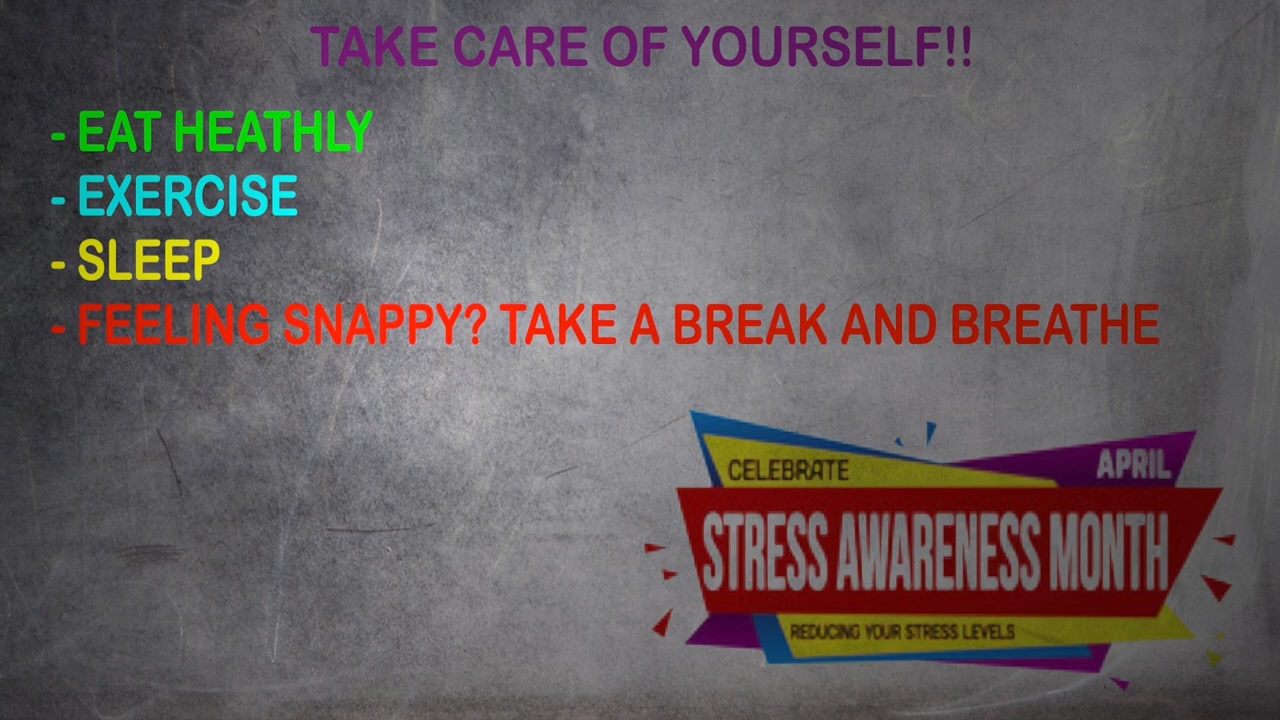 TAKE CARE OF YOURSELF!!
- EAT HEATHLY
- EXERCISE
- SLEEP
- FEELING SNAPPY? TAKE A BREAK AND BREATHE
CELEBRATE
APRIL
STRESS AWARENESS MONTH
REDUCING YOUR STRESS LEVELS